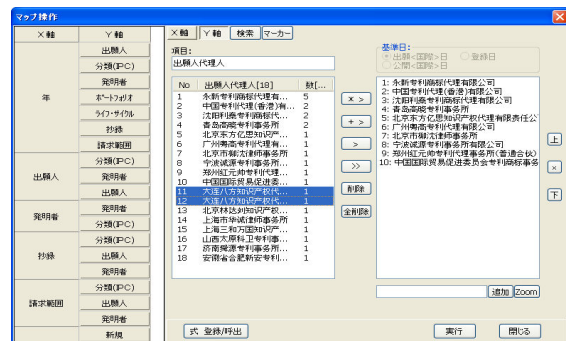 マップ操作
X 軸
Y 軸
年
出願人
分類(IPC)
発明者
ポートフォリオ
ライフ・サイクル
抄録
請求範囲
出願人
分類(IPC)
発明者
出願人
発明者
発明者
分類(IPC)
抄録
分類(IPC)
出願人
発明者
請求範囲
分類(IPC)
出願人
発明者
新規
X 軸
Y 軸
検索
マーカー
項目:
出願人代理人
基準日:
出願<国際>日
登録日
公開<国際>日
No 出願人代理人[18] 数[...
1 永新专利商标代理有... 5
2 中国专利代理(香港)有... 2
3 沈阳利泰专利商标代... 2
4 青岛高晓专利事务所 2
5 北京东方亿思知识产... 1
6 广州粤高专利有限公... 1
7 北京市柳沈律师事务所 1
8 宁波诚源专利事务所... 1
9 郑州红元帅专利代理... 1
10 中国国际贸易促进委... 1
11 大连八方知识产权代... 1
12 大连八方知识产权代... 1
13 北京林达刘知识产权... 1
14 上海市华诚律师事务所 1
15 上海三和万国知识产... 1
16 山西太原科卫专利事... 1
17 济南舜源专利事务所... 1
18 安徽省合肥新安专利... 1
× >
+ >
>
>>
削除
全削除
1: 永新专利商标代理有限公司
2: 中国专利代理(香港)有限公司
3: 沈阳利泰专利商标代理有限公司
4: 青岛高晓专利事务所
5: 北京东方亿思知识产权代理有限责任公
6: 广州粤高专利代理有限公司
7: 北京市柳沈律师事务所
8: 宁波诚源专利事务所有限公司
9: 郑州红元帅专利代理事务所(普通合伙)
10: 中国国际贸易促进委员会专利商标事务
上
×
下
追加
Zoom
式 登録/呼出
実行
閉じる